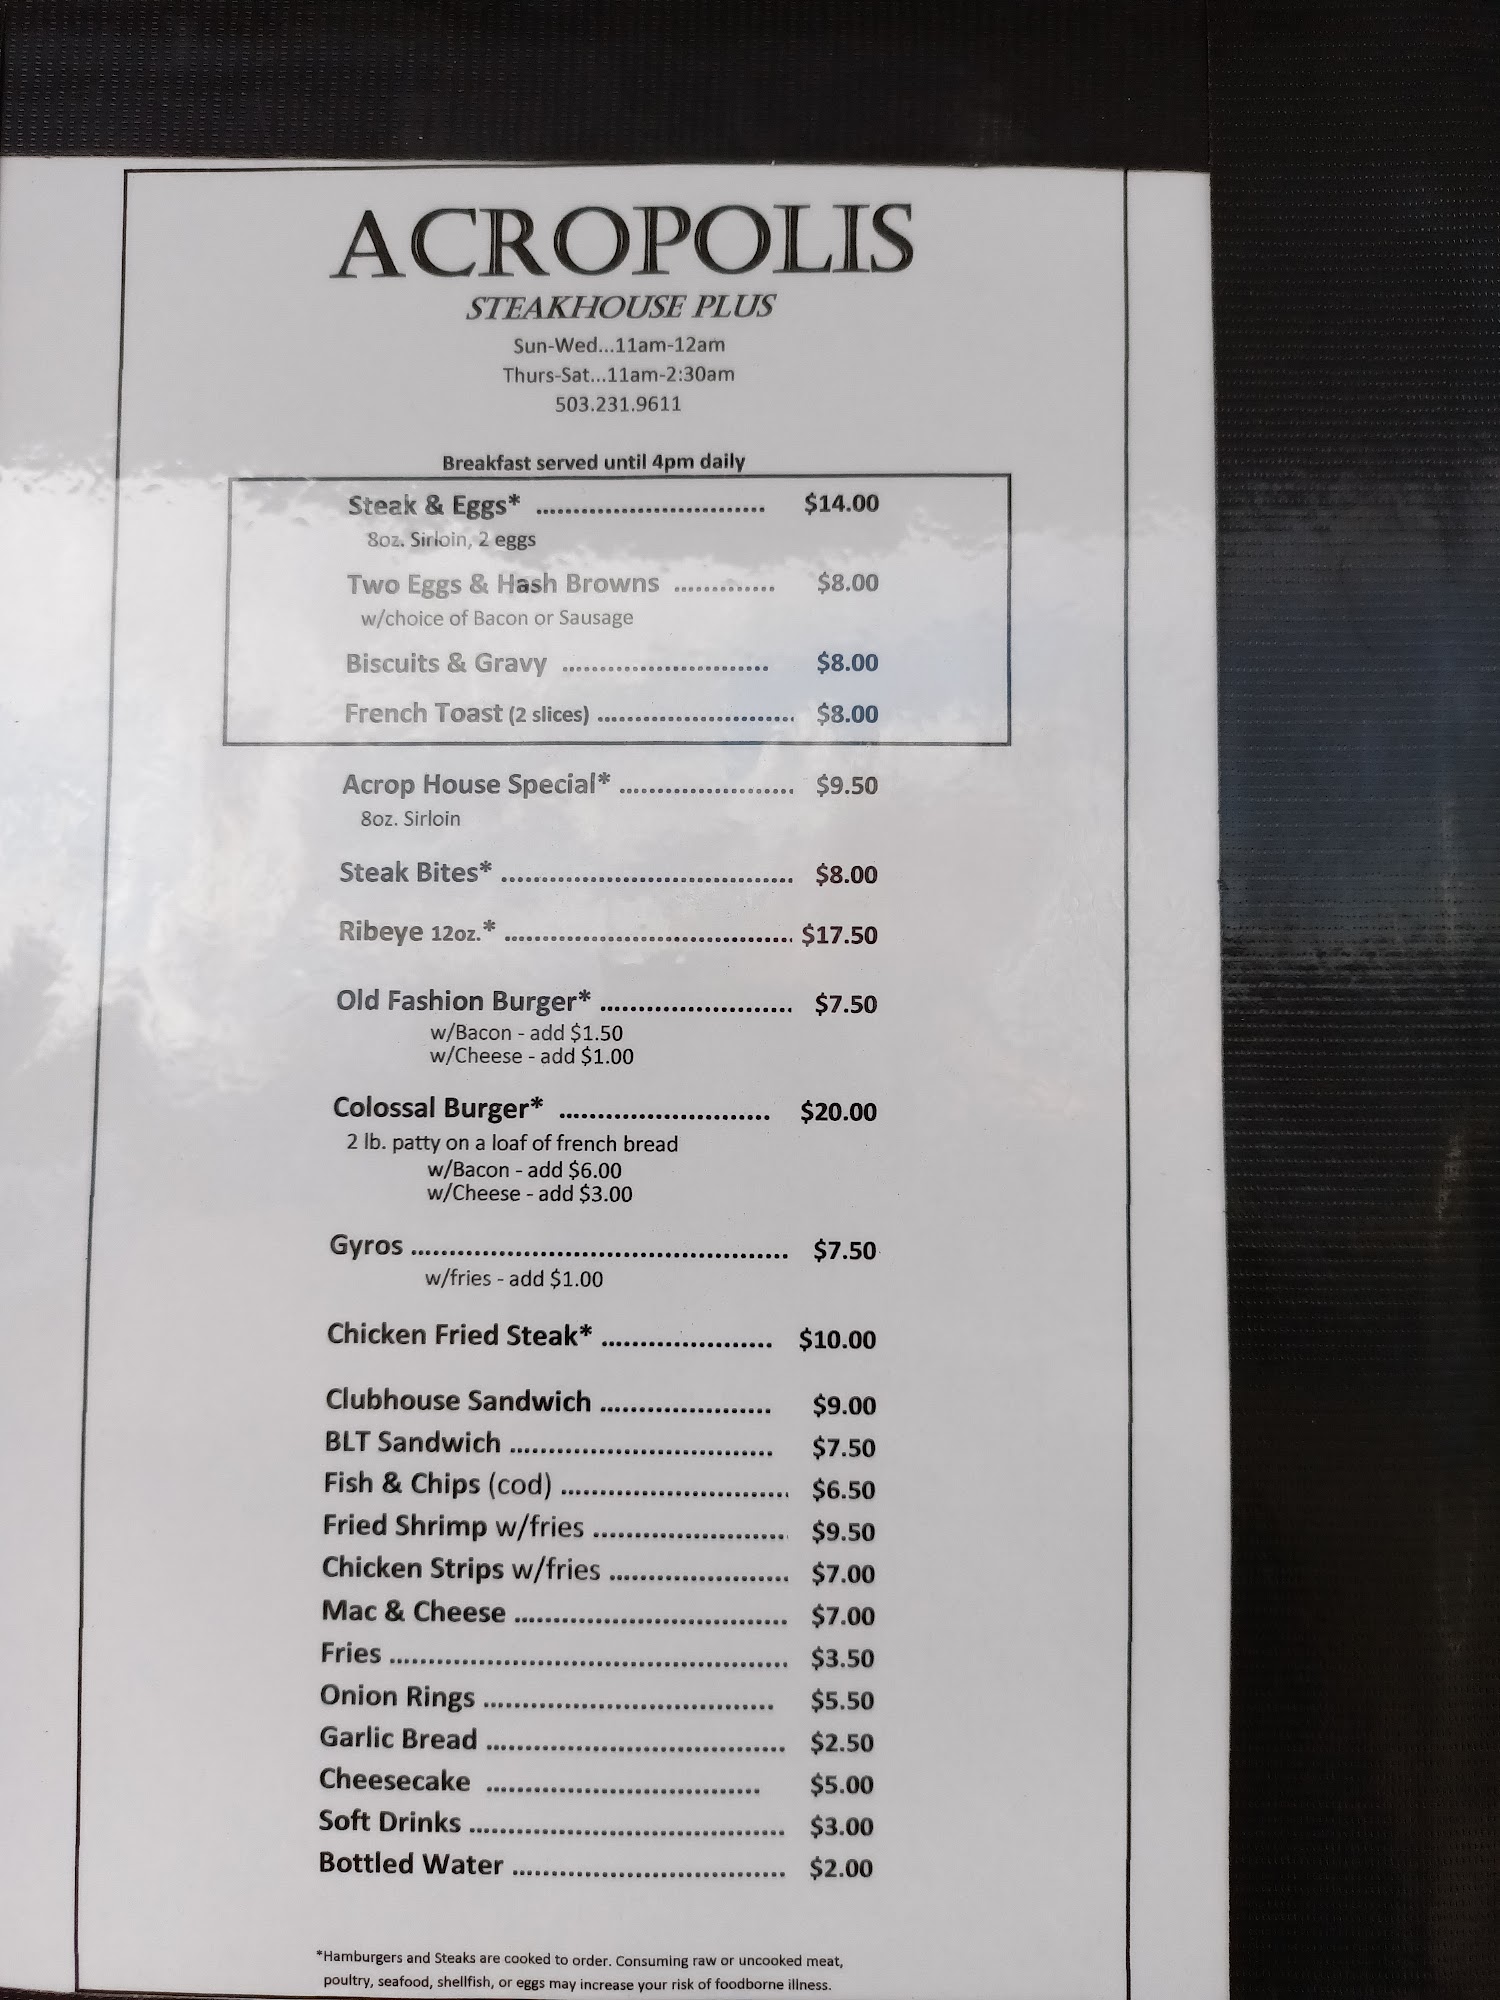 ACROPOLIS
STEAKHOUSE PLUS
Sun-Wed...11am-12am
Thurs-Sat...11am-2:30am
503.231.9611
Breakfast served until 4pm daily
Steak & Eggs* .............................. $14.00
8oz. Sirloin, 2 eggs
Two Eggs & Hash Browns ............. $8.00
w/choice of Bacon or Sausage
Biscuits & Gravy ........................... $8.00
French Toast (2 slices) .......................... $8.00
Acrop House Special* ....................... $9.50
8oz. Sirloin
Steak Bites* ...................................... $8.00
Ribeye 12oz.* ...................................... $17.50
Old Fashion Burger* ......................... $7.50
w/Bacon - add $1.50
w/Cheese - add $1.00
Colossal Burger* ............................ $20.00
2 lb. patty on a loaf of french bread
w/Bacon - add $6.00
w/Cheese - add $3.00
Gyros ................................................. $7.50
w/fries - add $1.00
Chicken Fried Steak* ...................... $10.00
Clubhouse Sandwich ...................... $9.00
BLT Sandwich .................................. $7.50
Fish & Chips (cod) .............................. $6.50
Fried Shrimp w/fries ......................... $9.50
Chicken Strips w/fries ....................... $7.00
Mac & Cheese .................................... $7.00
Fries .................................................... $3.50
Onion Rings ...................................... $5.50
Garlic Bread ....................................... $2.50
Cheesecake .................................... $5.00
Soft Drinks ......................................... $3.00
Bottled Water .................................... $2.00
*Hamburgers and Steaks are cooked to order. Consuming raw or uncooked meat,
poultry, seafood, shellfish, or eggs may increase your risk of foodborne illness.